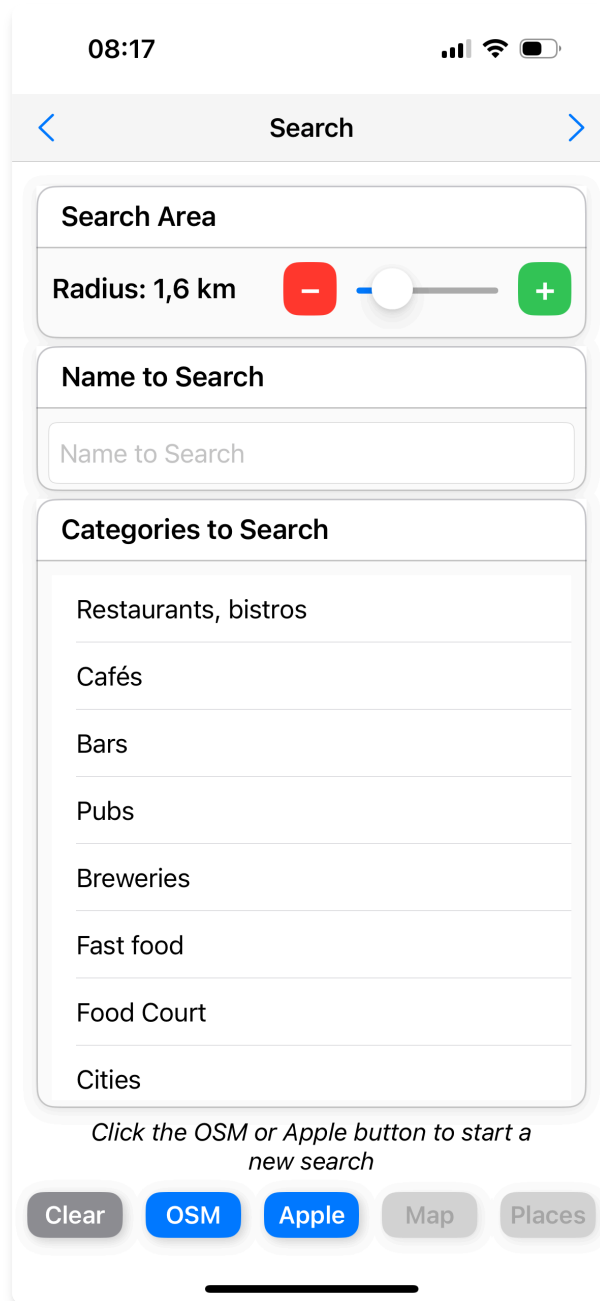 08:17
Search
Search Area
Radius: 1,6 km
Name to Search
Name to Search
Categories to Search
Restaurants, bistros
Cafés
Bars
Pubs
Breweries
Fast food
Food Court
Cities
Click the OSM or Apple button to start a
new search
Clear OSM Apple Map Places